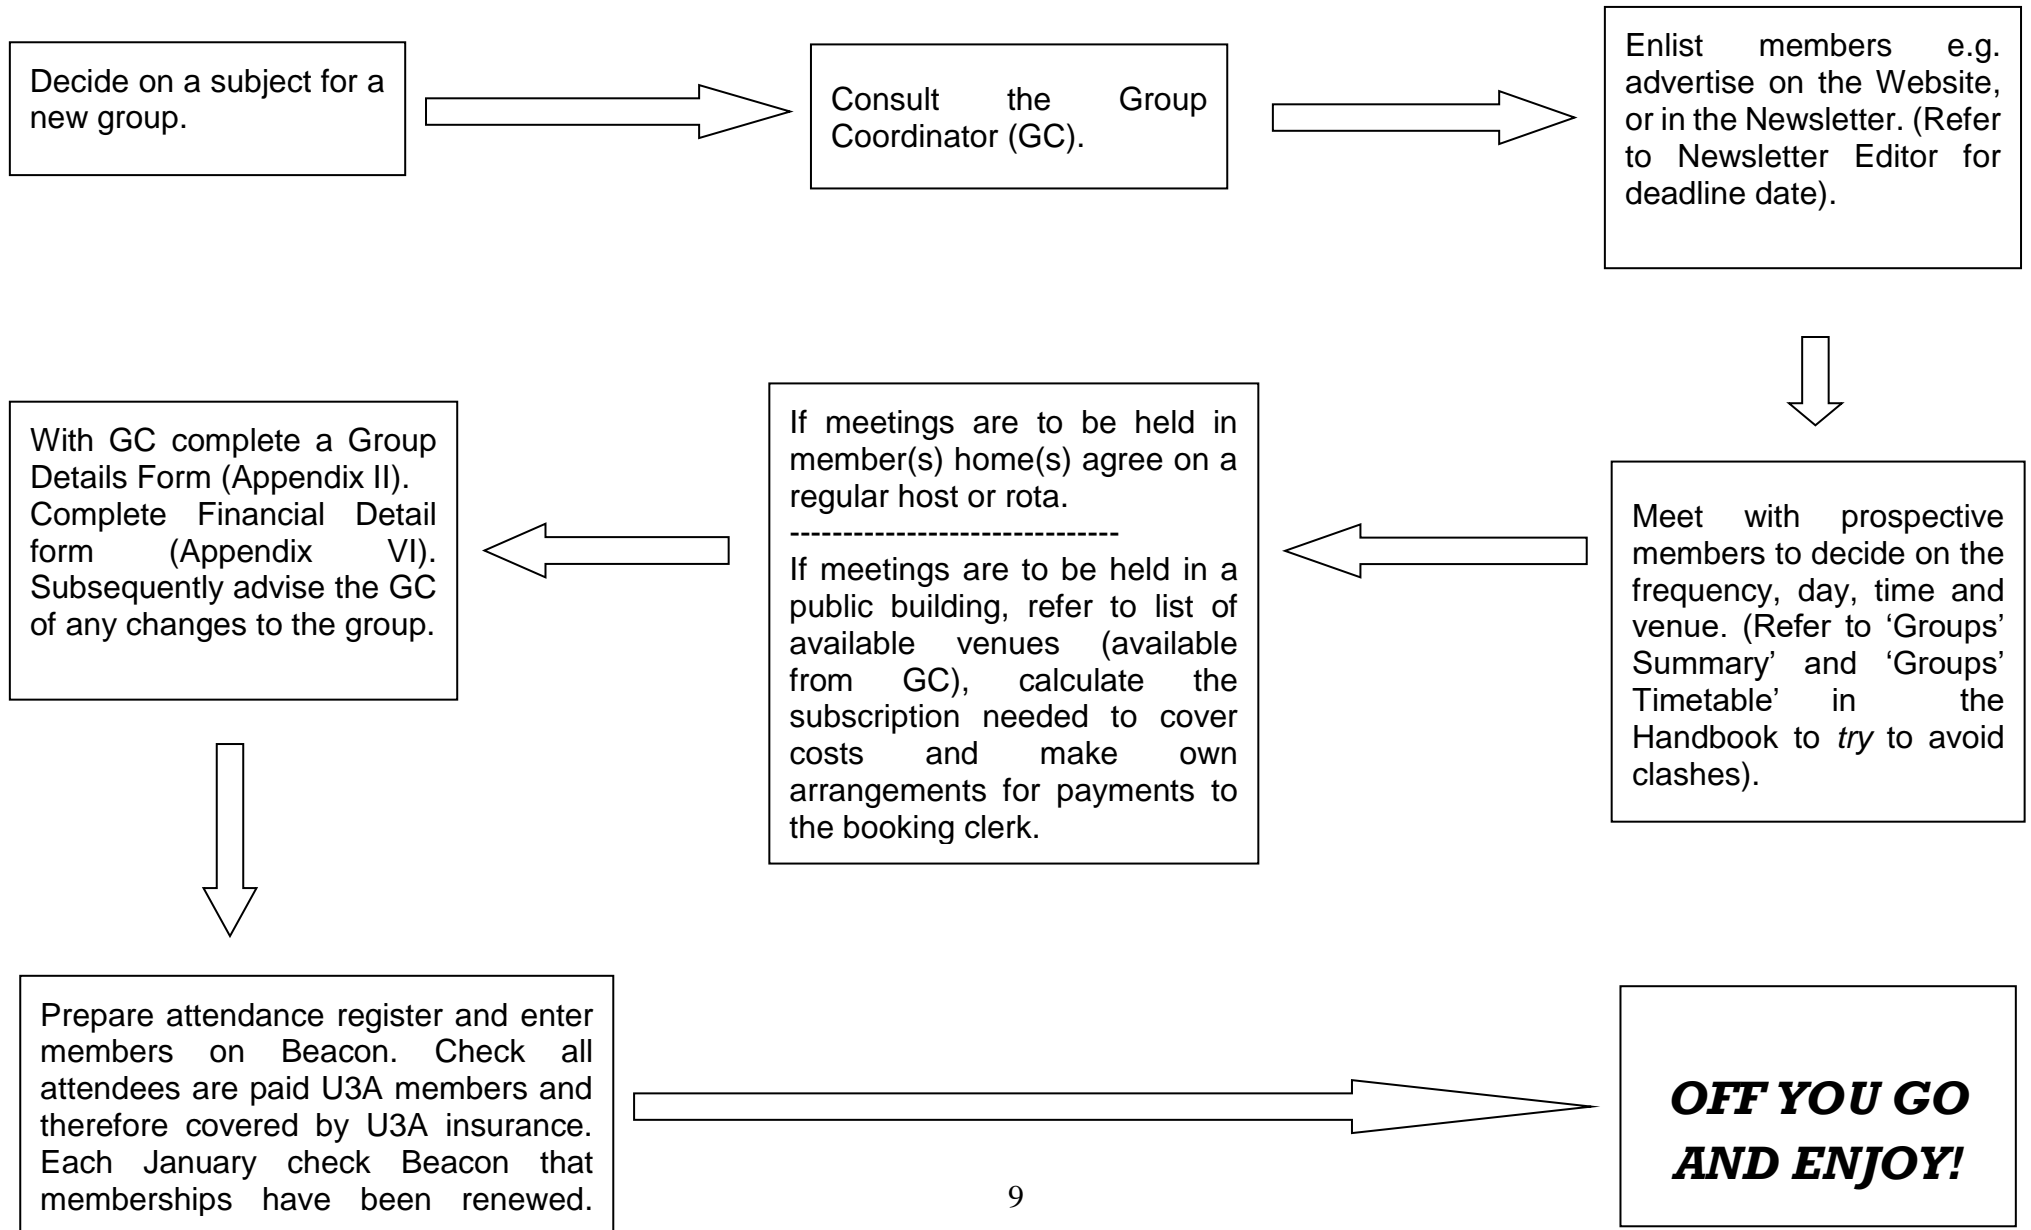 Decide on a subject for a
new group.
Consult the Group
Coordinator (GC).
Enlist members e.g.
advertise on the Website,
or in the Newsletter. (Refer
to Newsletter Editor for
deadline date).
Meet with prospective
members to decide on the
frequency, day, time and
venue. (Refer to ‘Groups’
Summary’ and ‘Groups’
Timetable’ in the
Handbook to try to avoid
clashes).
If meetings are to be held in
member(s) home(s) agree on a
regular host or rota.
-------------------------------
If meetings are to be held in a
public building, refer to list of
available venues (available
from GC), calculate the
subscription needed to cover
costs and make own
arrangements for payments to
the booking clerk.
With GC complete a Group
Details Form (Appendix II).
Complete Financial Detail
form (Appendix VI).
Subsequently advise the GC
of any changes to the group.
Prepare attendance register and enter
members on Beacon. Check all
attendees are paid U3A members and
therefore covered by U3A insurance.
Each January check Beacon that
memberships have been renewed.
OFF YOU GO
AND ENJOY!
9